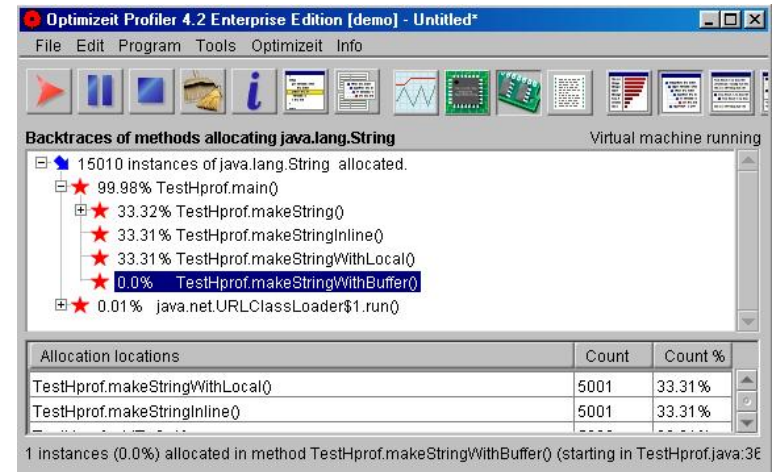 Optimizeit Profiler 4.2 Enterprise Edition [demo] - Untitled*
File Edit Program Tools Optimizeit Info
Backtraces of methods allocating java.lang.String Virtual machine running
15010 instances of java.lang.String allocated.
99.98% TestHprof.main()
33.32% TestHprof.makeString()
33.31% TestHprof.makeStringInline()
33.31% TestHprof.makeStringWithLocal()
0.0% TestHprof.makeStringWithBuffer()
0.01% java.net.URLClassLoader$1.run()
Allocation locations Count Count %
TestHprof.makeStringWithLocal() 5001 33.31%
TestHprof.makeStringInline() 5001 33.31%
1 instances (0.0%) allocated in method TestHprof.makeStringWithBuffer() (starting in TestHprof.java:36